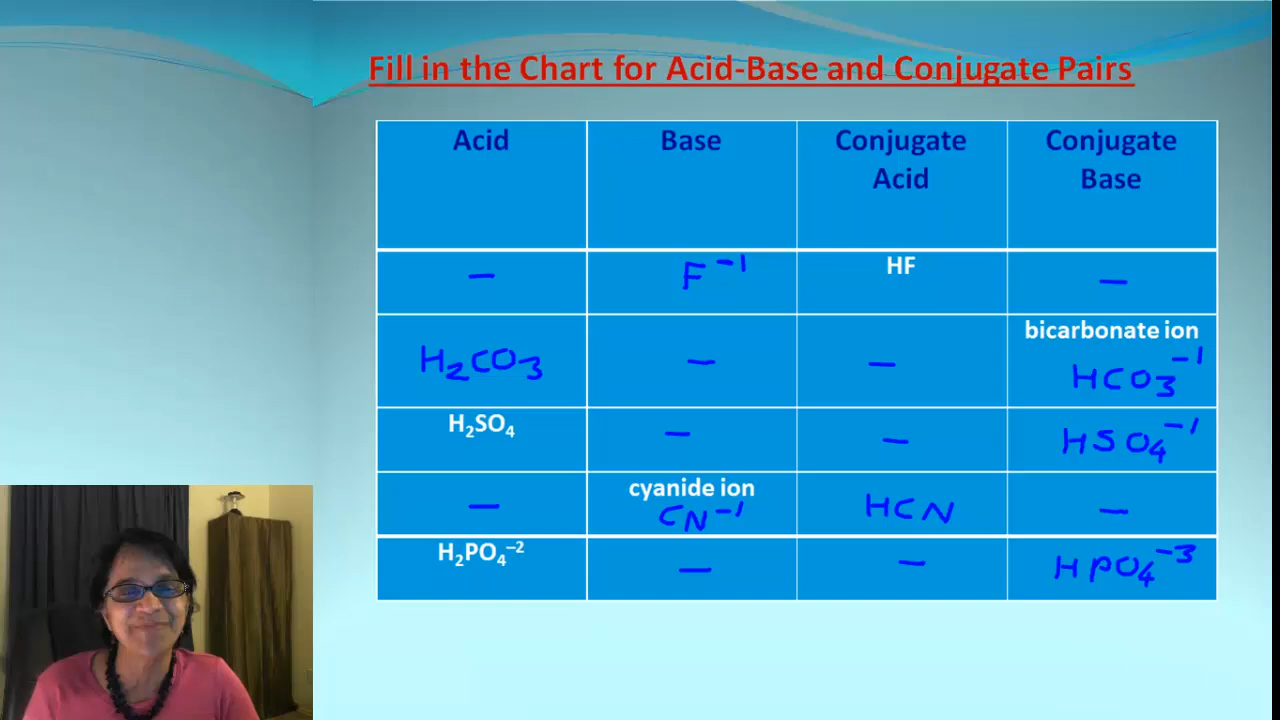 Fill in the Chart for Acid-Base and Conjugate Pairs
Acid Base Conjugate Acid Conjugate Base
— F⁻¹ HF —
bicarbonate ion
H₂CO₃ — — HCO₃⁻¹
H₂SO₄ — — HSO₄⁻¹
cyanide ion
— CN⁻¹ HCN —
H₂PO₄⁻² — — HPO₄⁻³